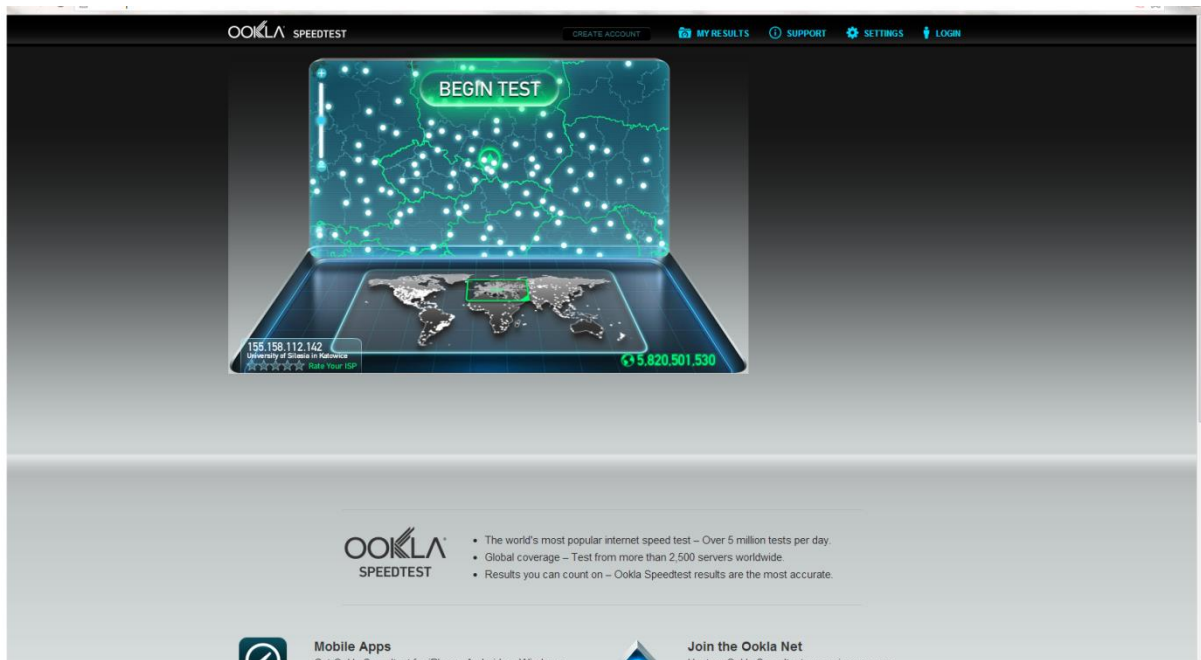 OOKLA SPEEDTEST
CREATE ACCOUNT
MY RESULTS
SUPPORT
SETTINGS
LOGIN
BEGIN TEST
155.158.112.142
University of Silesia in Katowice
Rate Your ISP
5,820,501,530
OOKLA
SPEEDTEST
The world's most popular internet speed test – Over 5 million tests per day.
Global coverage – Test from more than 2,500 servers worldwide.
Results you can count on – Ookla Speedtest results are the most accurate.
Mobile Apps
Join the Ookla Net